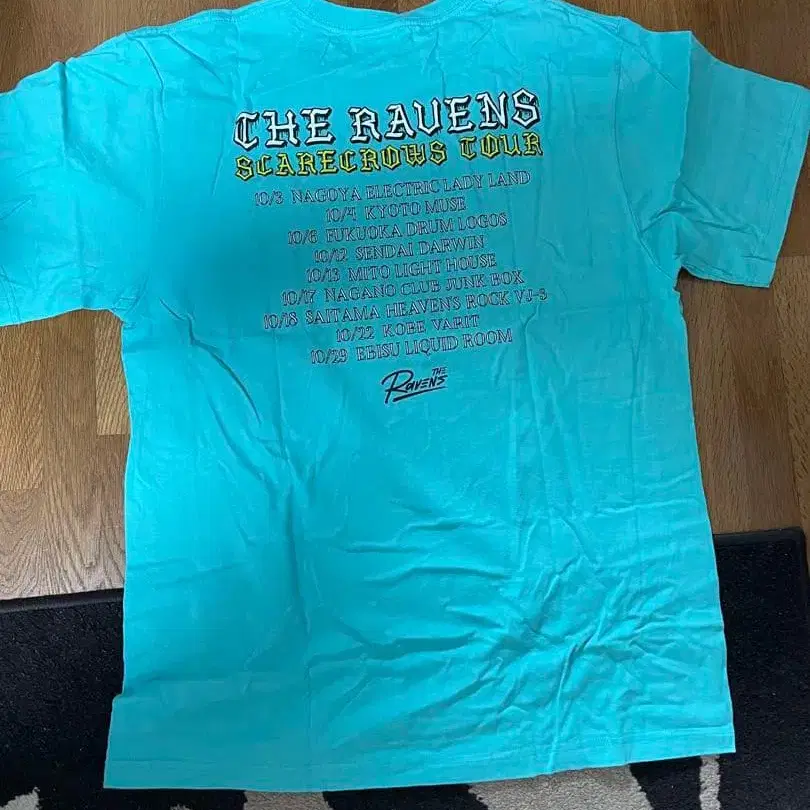 THE RAVENS
SCARECROWS TOUR
10/3 NAGOYA ELECTRIC LADY LAND
10/4 KYOTO MUSE
10/6 FUKUOKA DRUM LOGOS
10/12 SENDAI DARWIN
10/13 MITO LIGHT HOUSE
10/17 NAGANO CLUB JUNK BOX
10/18 SAITAMA HEAVEN'S ROCK VJ-3
10/22 KOBE VARIT
10/29 EBISU LIQUID ROOM
THE
RAVENS